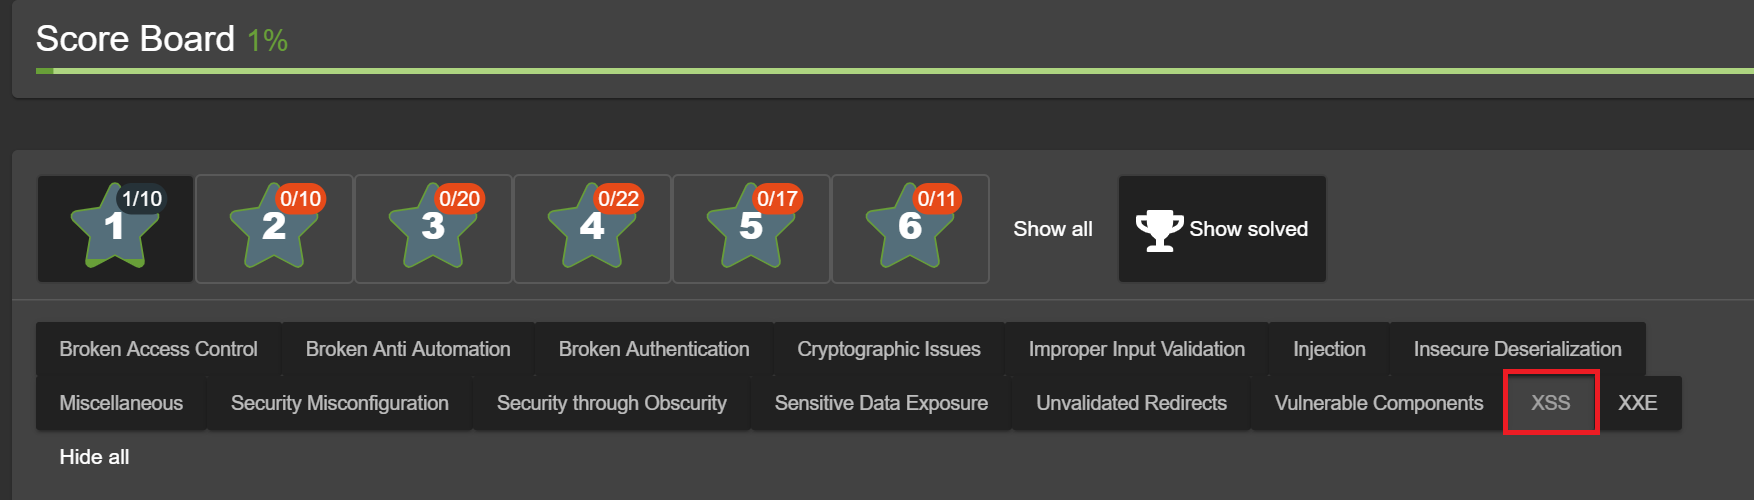 Score Board 1%
1 1/10 2 0/10 3 0/20 4 0/22 5 0/17 6 0/11 Show all Show solved
Broken Access Control Broken Anti Automation Broken Authentication Cryptographic Issues Improper Input Validation Injection Insecure Deserialization
Miscellaneous Security Misconfiguration Security through Obscurity Sensitive Data Exposure Unvalidated Redirects Vulnerable Components XSS XXE
Hide all